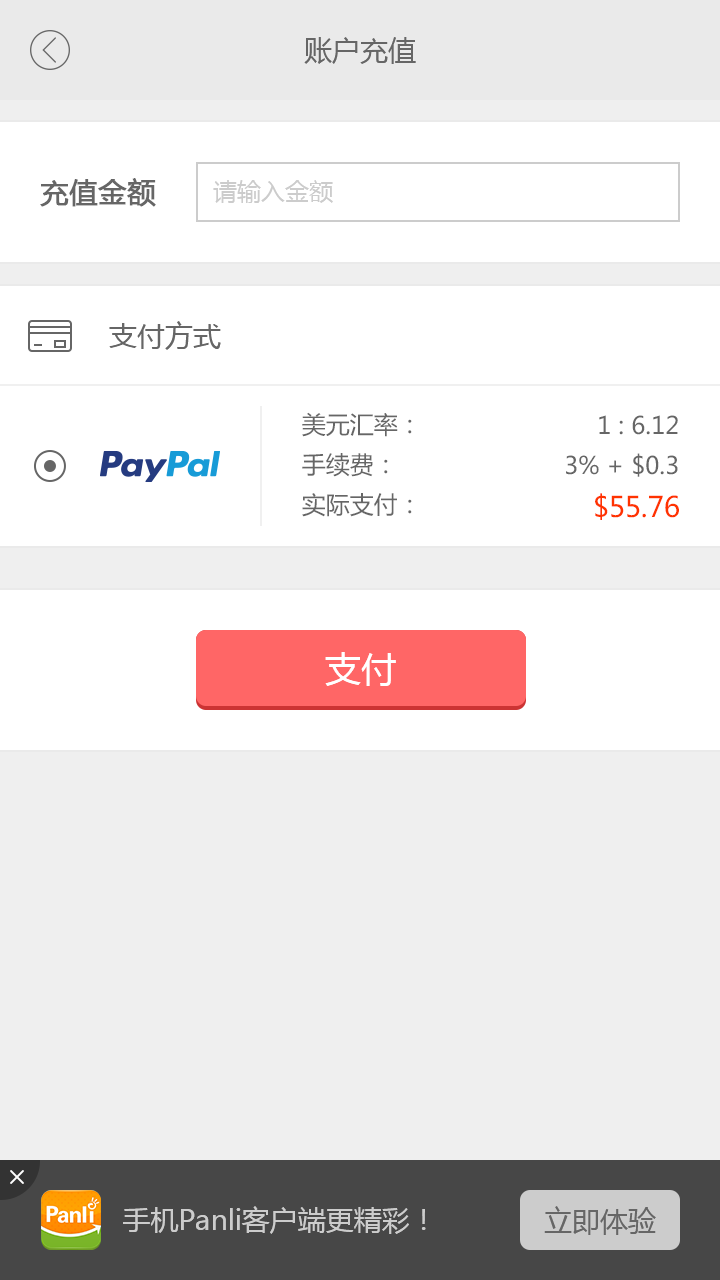 账户充值
充值金额 请输入金额
支付方式
PayPal
美元汇率： 1 : 6.12
手续费： 3% + $0.3
实际支付： $55.76
支付
Panli 手机Panli客户端更精彩！ 立即体验